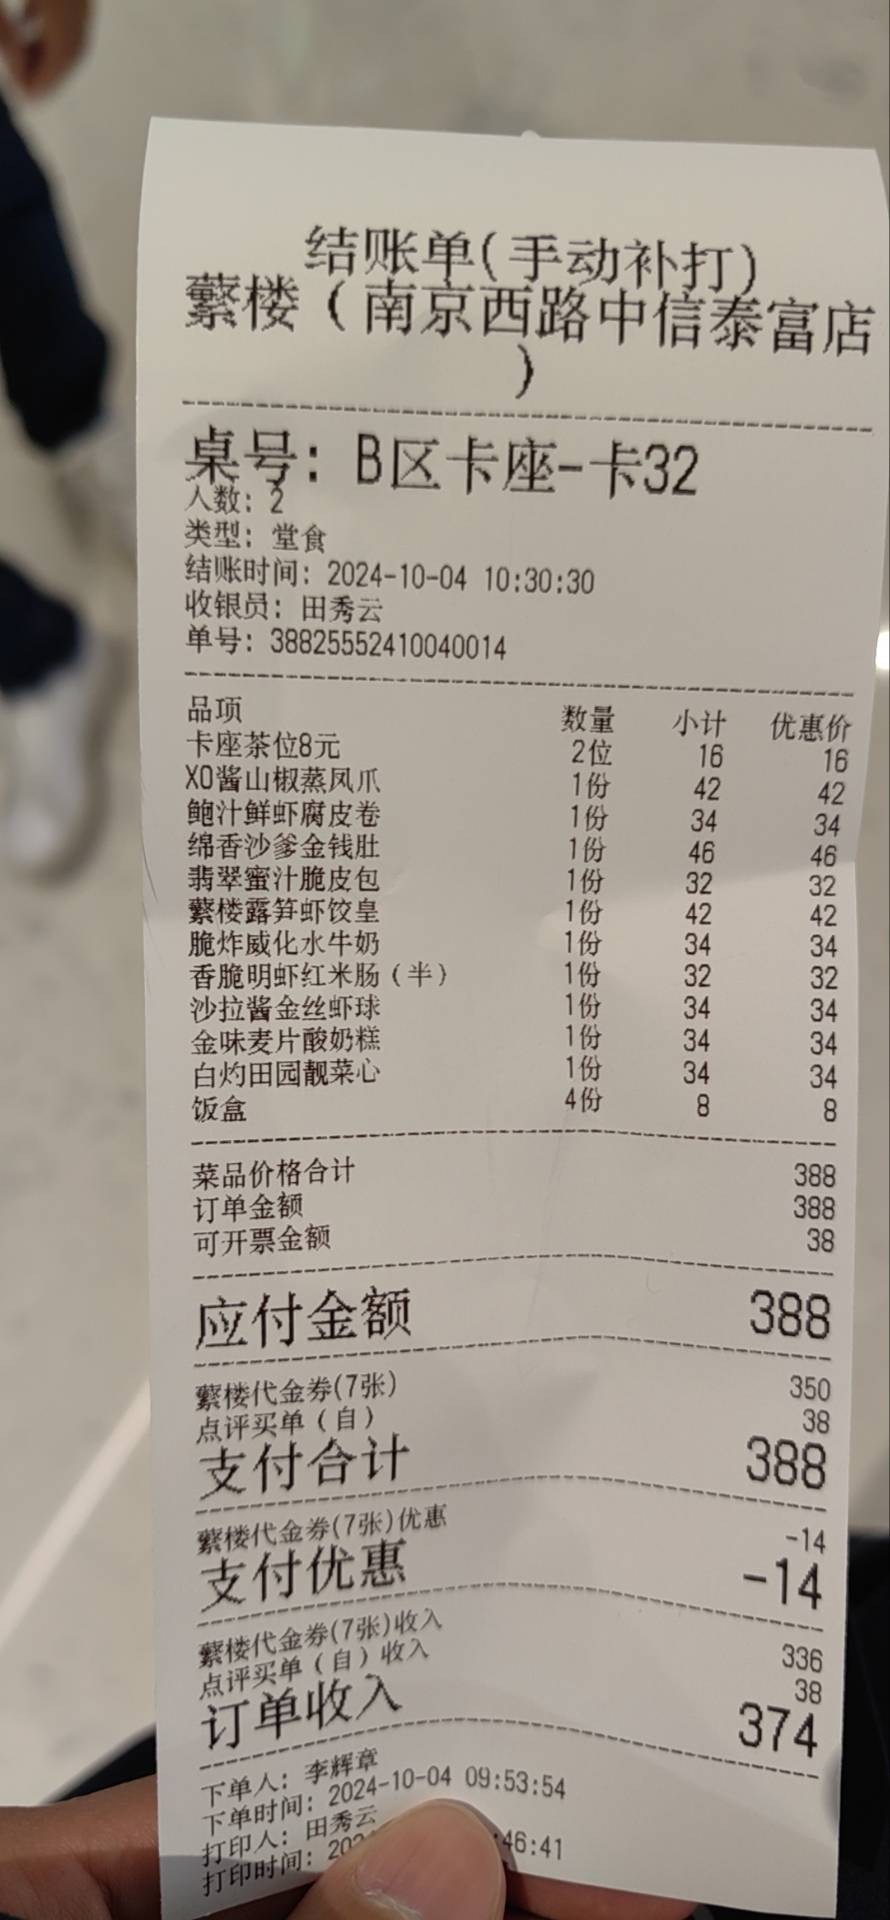 结账单(手动补打)
蘩楼（南京西路中信泰富店
）
桌号: B区卡座-卡32
人数: 2
类型: 堂食
结账时间: 2024-10-04 10:30:30
收银员: 田秀云
单号: 38825552410040014
品项 数量 小计 优惠价
卡座茶位8元 2位 16 16
XO酱山椒蒸凤爪 1份 42 42
鲍汁鲜虾腐皮卷 1份 34 34
绵香沙爹金钱肚 1份 46 46
翡翠蜜汁脆皮包 1份 32 32
蘩楼露笋虾饺皇 1份 42 42
脆炸威化水牛奶 1份 34 34
香脆明虾红米肠（半） 1份 32 32
沙拉酱金丝虾球 1份 34 34
金味麦片酸奶糕 1份 34 34
白灼田园靓菜心 1份 34 34
饭盒 4份 8 8
菜品价格合计 388
订单金额 388
可开票金额 38
应付金额 388
蘩楼代金券(7张) 350
点评买单（自） 38
支付合计 388
蘩楼代金券(7张)优惠 -14
支付优惠 -14
蘩楼代金券(7张)收入 336
点评买单（自）收入 38
订单收入 374
下单人: 李辉章
下单时间: 2024-10-04 09:53:54
打印人: 田秀云
打印时间: 202 :46:41